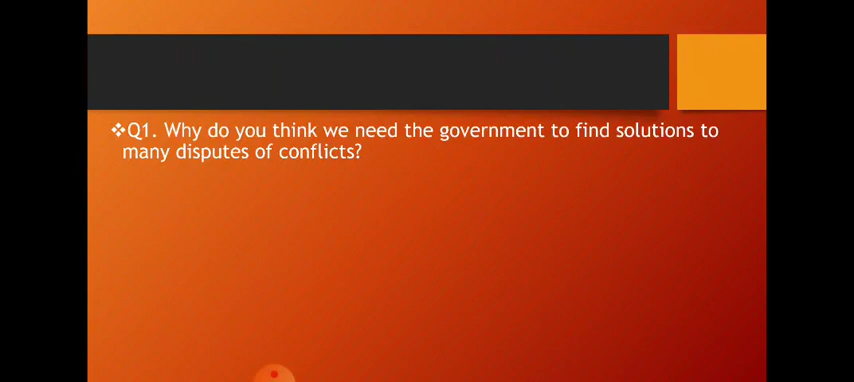 ❖Q1. Why do you think we need the government to find solutions to
many disputes of conflicts?